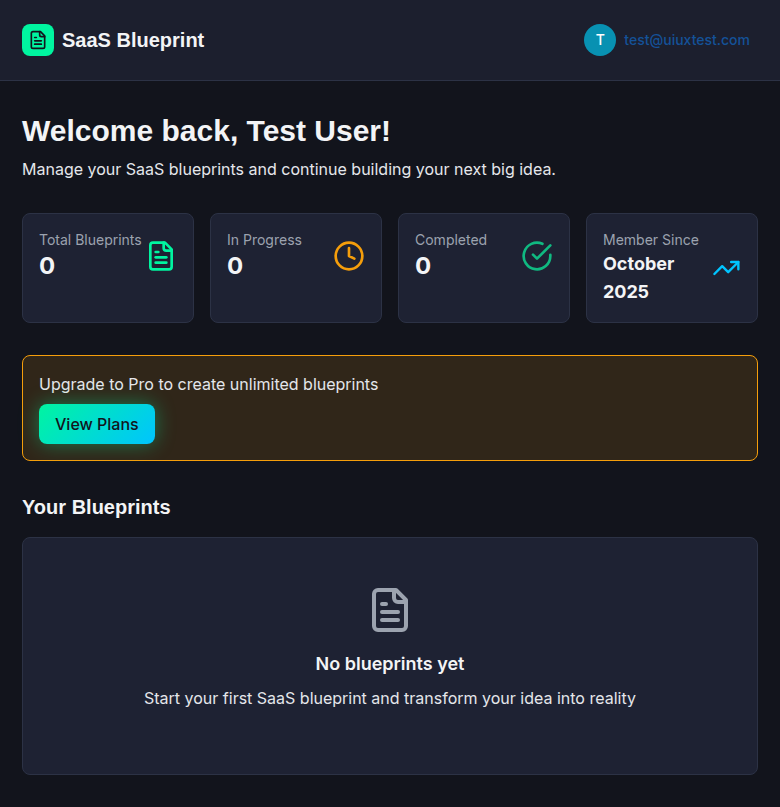 SaaS Blueprint
T
test@uiuxtest.com
Welcome back, Test User!
Manage your SaaS blueprints and continue building your next big idea.
Total Blueprints
0
In Progress
0
Completed
0
Member Since
October
2025
Upgrade to Pro to create unlimited blueprints
View Plans
Your Blueprints
No blueprints yet
Start your first SaaS blueprint and transform your idea into reality